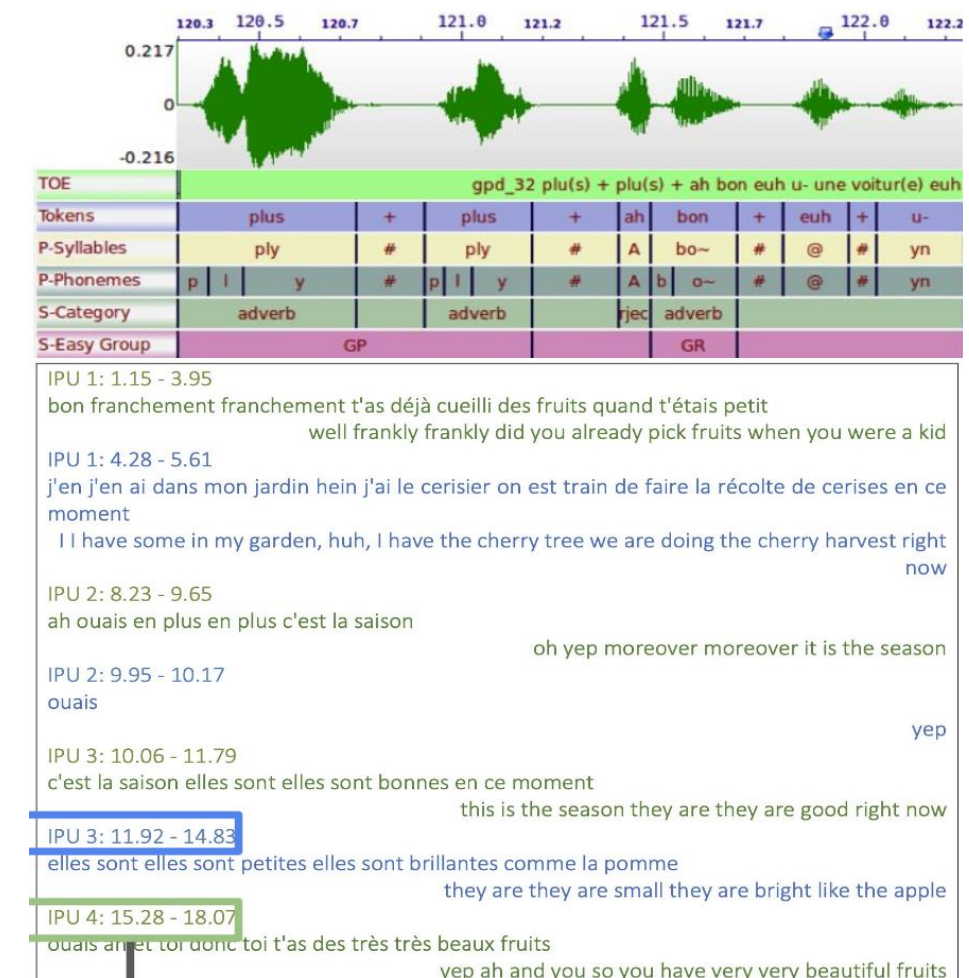 120.3 120.5 120.7 121.0 121.2 121.5 121.7 122.0 122.2
0.217
0
-0.216
TOE gpd_32 plu(s) + plu(s) + ah bon euh u- une voitur(e) euh
Tokens plus + plus + ah bon + euh + u-
P-Syllables ply # ply # A bo~ # @ # yn
P-Phonemes p l y # p l y # A b o~ # @ # yn
S-Category adverb adverb rjec adverb
S-Easy Group GP GR
IPU 1: 1.15 - 3.95
bon franchement franchement t'as déjà cueilli des fruits quand t'étais petit
well frankly frankly did you already pick fruits when you were a kid
IPU 1: 4.28 - 5.61
j'en j'en ai dans mon jardin hein j'ai le cerisier on est train de faire la récolte de cerises en ce
moment
I I have some in my garden, huh, I have the cherry tree we are doing the cherry harvest right
now
IPU 2: 8.23 - 9.65
ah ouais en plus en plus c'est la saison
oh yep moreover moreover it is the season
IPU 2: 9.95 - 10.17
ouais
yep
IPU 3: 10.06 - 11.79
c'est la saison elles sont elles sont bonnes en ce moment
this is the season they are they are good right now
IPU 3: 11.92 - 14.83
elles sont elles sont petites elles sont brillantes comme la pomme
they are they are small they are bright like the apple
IPU 4: 15.28 - 18.07
ouais ah et toi donc toi t'as des très très beaux fruits
yep ah and you so you have very very beautiful fruits